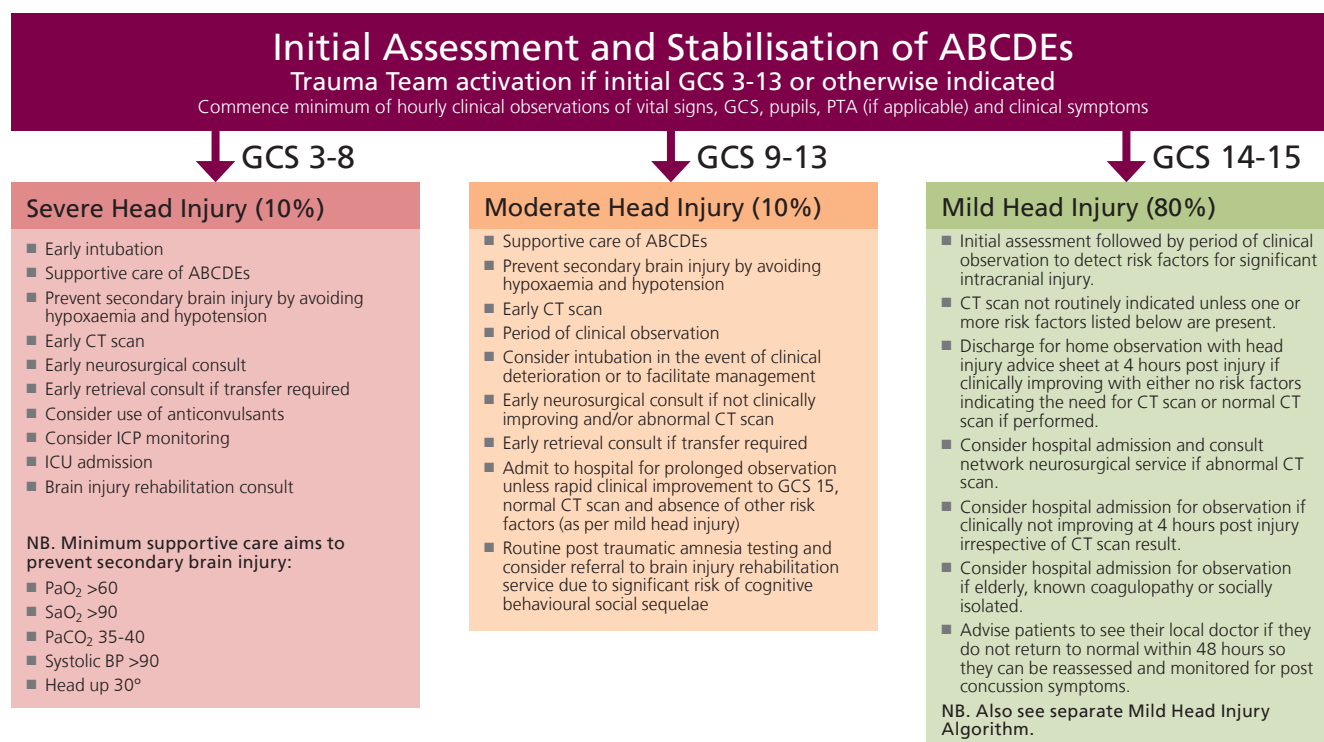 Initial Assessment and Stabilisation of ABCDEs
Trauma Team activation if initial GCS 3-13 or otherwise indicated
Commence minimum of hourly clinical observations of vital signs, GCS, pupils, PTA (if applicable) and clinical symptoms
GCS 3-8
Severe Head Injury (10%)
■ Early intubation
■ Supportive care of ABCDEs
■ Prevent secondary brain injury by avoiding
hypoxaemia and hypotension
■ Early CT scan
■ Early neurosurgical consult
■ Early retrieval consult if transfer required
■ Consider use of anticonvulsants
■ Consider ICP monitoring
■ ICU admission
■ Brain injury rehabilitation consult
NB. Minimum supportive care aims to
prevent secondary brain injury:
■ PaO₂ >60
■ SaO₂ >90
■ PaCO₂ 35-40
■ Systolic BP >90
■ Head up 30º
GCS 9-13
Moderate Head Injury (10%)
■ Supportive care of ABCDEs
■ Prevent secondary brain injury by avoiding
hypoxaemia and hypotension
■ Early CT scan
■ Period of clinical observation
■ Consider intubation in the event of clinical
deterioration or to facilitate management
■ Early neurosurgical consult if not clinically
improving and/or abnormal CT scan
■ Early retrieval consult if transfer required
■ Admit to hospital for prolonged observation
unless rapid clinical improvement to GCS 15,
normal CT scan and absence of other risk
factors (as per mild head injury)
■ Routine post traumatic amnesia testing and
consider referral to brain injury rehabilitation
service due to significant risk of cognitive
behavioural social sequelae
GCS 14-15
Mild Head Injury (80%)
■ Initial assessment followed by period of clinical
observation to detect risk factors for significant
intracranial injury.
■ CT scan not routinely indicated unless one or
more risk factors listed below are present.
■ Discharge for home observation with head
injury advice sheet at 4 hours post injury if
clinically improving with either no risk factors
indicating the need for CT scan or normal CT
scan if performed.
■ Consider hospital admission and consult
network neurosurgical service if abnormal CT
scan.
■ Consider hospital admission for observation if
clinically not improving at 4 hours post injury
irrespective of CT scan result.
■ Consider hospital admission for observation
if elderly, known coagulopathy or socially
isolated.
■ Advise patients to see their local doctor if they
do not return to normal within 48 hours so
they can be reassessed and monitored for post
concussion symptoms.
NB. Also see separate Mild Head Injury
Algorithm.